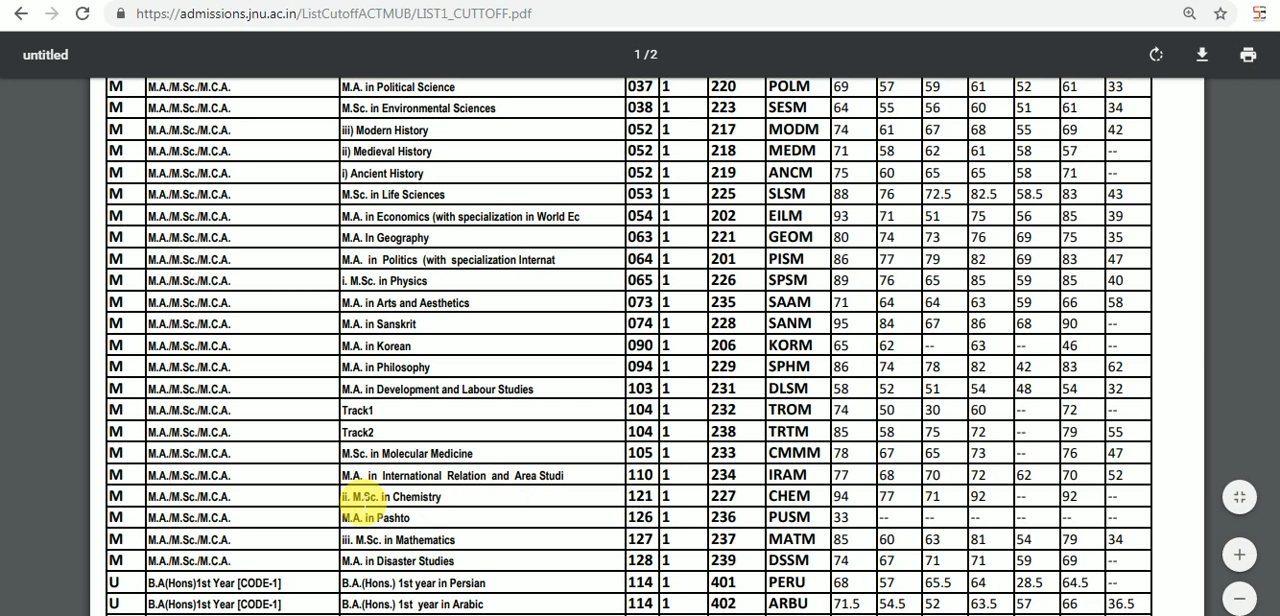 https://admissions.jnu.ac.in/ListCutoffACTMUB/LIST1_CUTTOFF.pdf
untitled 1 / 2
M M.A./M.Sc./M.C.A. M.A. in Political Science 037 1 220 POLM 69 57 59 61 52 61 33
M M.A./M.Sc./M.C.A. M.Sc. in Environmental Sciences 038 1 223 SESM 64 55 56 60 51 61 34
M M.A./M.Sc./M.C.A. iii) Modern History 052 1 217 MODM 74 61 67 68 55 69 42
M M.A./M.Sc./M.C.A. ii) Medieval History 052 1 218 MEDM 71 58 62 61 58 57 --
M M.A./M.Sc./M.C.A. i) Ancient History 052 1 219 ANCM 75 60 65 65 58 71 --
M M.A./M.Sc./M.C.A. M.Sc. in Life Sciences 053 1 225 SLSM 88 76 72.5 82.5 58.5 83 43
M M.A./M.Sc./M.C.A. M.A. in Economics (with specialization in World Ec 054 1 202 EILM 93 71 51 75 56 85 39
M M.A./M.Sc./M.C.A. M.A. In Geography 063 1 221 GEOM 80 74 73 76 69 75 35
M M.A./M.Sc./M.C.A. M.A. in Politics (with specialization Internat 064 1 201 PISM 86 77 79 82 69 83 47
M M.A./M.Sc./M.C.A. i. M.Sc. in Physics 065 1 226 SPSM 89 76 65 85 59 85 40
M M.A./M.Sc./M.C.A. M.A. in Arts and Aesthetics 073 1 235 SAAM 71 64 64 63 59 66 58
M M.A./M.Sc./M.C.A. M.A. in Sanskrit 074 1 228 SANM 95 84 67 86 68 90 --
M M.A./M.Sc./M.C.A. M.A. in Korean 090 1 206 KORM 65 62 -- 63 -- 46 --
M M.A./M.Sc./M.C.A. M.A. in Philosophy 094 1 229 SPHM 86 74 78 82 42 83 62
M M.A./M.Sc./M.C.A. M.A. in Development and Labour Studies 103 1 231 DLSM 58 52 51 54 48 54 32
M M.A./M.Sc./M.C.A. Track1 104 1 232 TROM 74 50 30 60 -- 72 --
M M.A./M.Sc./M.C.A. Track2 104 1 238 TRTM 85 58 75 72 -- 79 55
M M.A./M.Sc./M.C.A. M.Sc. in Molecular Medicine 105 1 233 CMMM 78 67 65 73 -- 76 47
M M.A./M.Sc./M.C.A. M.A. in International Relation and Area Studi 110 1 234 IRAM 77 68 70 72 62 70 52
M M.A./M.Sc./M.C.A. ii. M.Sc. in Chemistry 121 1 227 CHEM 94 77 71 92 -- 92 --
M M.A./M.Sc./M.C.A. M.A. in Pashto 126 1 236 PUSM 33 -- -- -- -- -- --
M M.A./M.Sc./M.C.A. iii. M.Sc. in Mathematics 127 1 237 MATM 85 60 63 81 54 79 34
M M.A./M.Sc./M.C.A. M.A. in Disaster Studies 128 1 239 DSSM 74 67 71 71 59 69 --
U B.A(Hons)1st Year [CODE-1] B.A.(Hons.) 1st year in Persian 114 1 401 PERU 68 57 65.5 64 28.5 64.5 --
U B.A(Hons)1st Year [CODE-1] B.A.(Hons.) 1st year in Arabic 114 1 402 ARBU 71.5 54.5 52 63.5 57 66 36.5